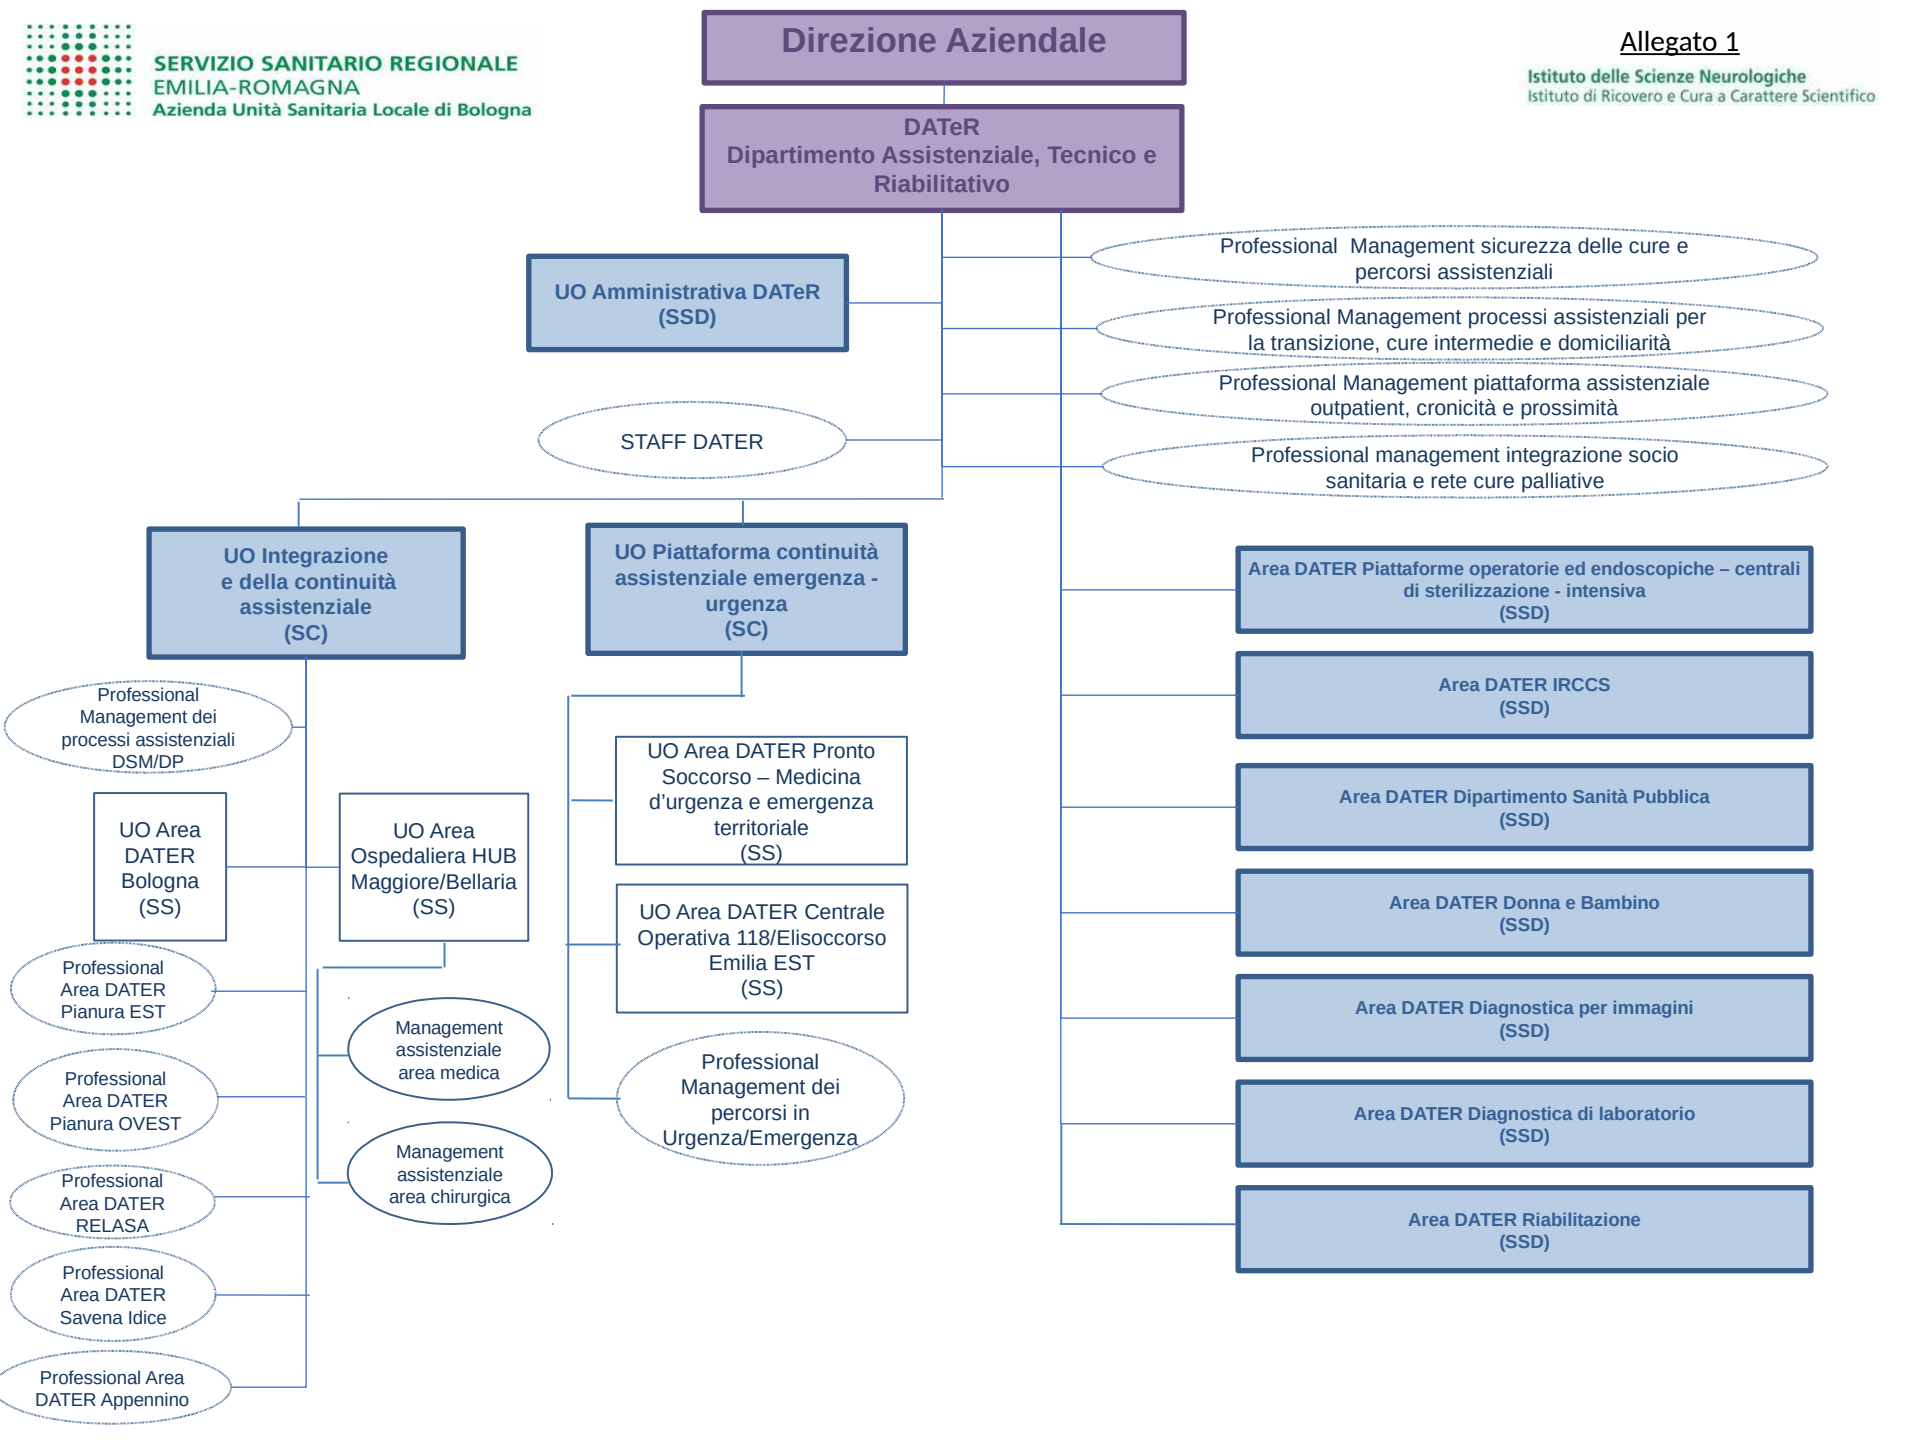 SERVIZIO SANITARIO REGIONALE
EMILIA-ROMAGNA
Azienda Unità Sanitaria Locale di Bologna
Direzione Aziendale
Allegato 1
Istituto delle Scienze Neurologiche
Istituto di Ricovero e Cura a Carattere Scientifico
DATeR
Dipartimento Assistenziale, Tecnico e
Riabilitativo
UO Amministrativa DATeR
(SSD)
STAFF DATER
Professional  Management sicurezza delle cure e
percorsi assistenziali
Professional Management processi assistenziali per
la transizione, cure intermedie e domiciliarità
Professional Management piattaforma assistenziale
outpatient, cronicità e prossimità
Professional management integrazione socio
sanitaria e rete cure palliative
UO Integrazione
e della continuità
assistenziale
(SC)
Professional
Management dei
processi assistenziali
DSM/DP
UO Area
DATER
Bologna
(SS)
UO Area
Ospedaliera HUB
Maggiore/Bellaria
(SS)
Professional
Area DATER
Pianura EST
Professional
Area DATER
Pianura OVEST
Professional
Area DATER
RELASA
Professional
Area DATER
Savena Idice
Professional Area
DATER Appennino
Management
assistenziale
area medica
Management
assistenziale
area chirurgica
UO Piattaforma continuità
assistenziale emergenza -
urgenza
(SC)
UO Area DATER Pronto
Soccorso – Medicina
d’urgenza e emergenza
territoriale
(SS)
UO Area DATER Centrale
Operativa 118/Elisoccorso
Emilia EST
(SS)
Professional
Management dei
percorsi in
Urgenza/Emergenza
Area DATER Piattaforme operatorie ed endoscopiche – centrali
di sterilizzazione - intensiva
(SSD)
Area DATER IRCCS
(SSD)
Area DATER Dipartimento Sanità Pubblica
(SSD)
Area DATER Donna e Bambino
(SSD)
Area DATER Diagnostica per immagini
(SSD)
Area DATER Diagnostica di laboratorio
(SSD)
Area DATER Riabilitazione
(SSD)